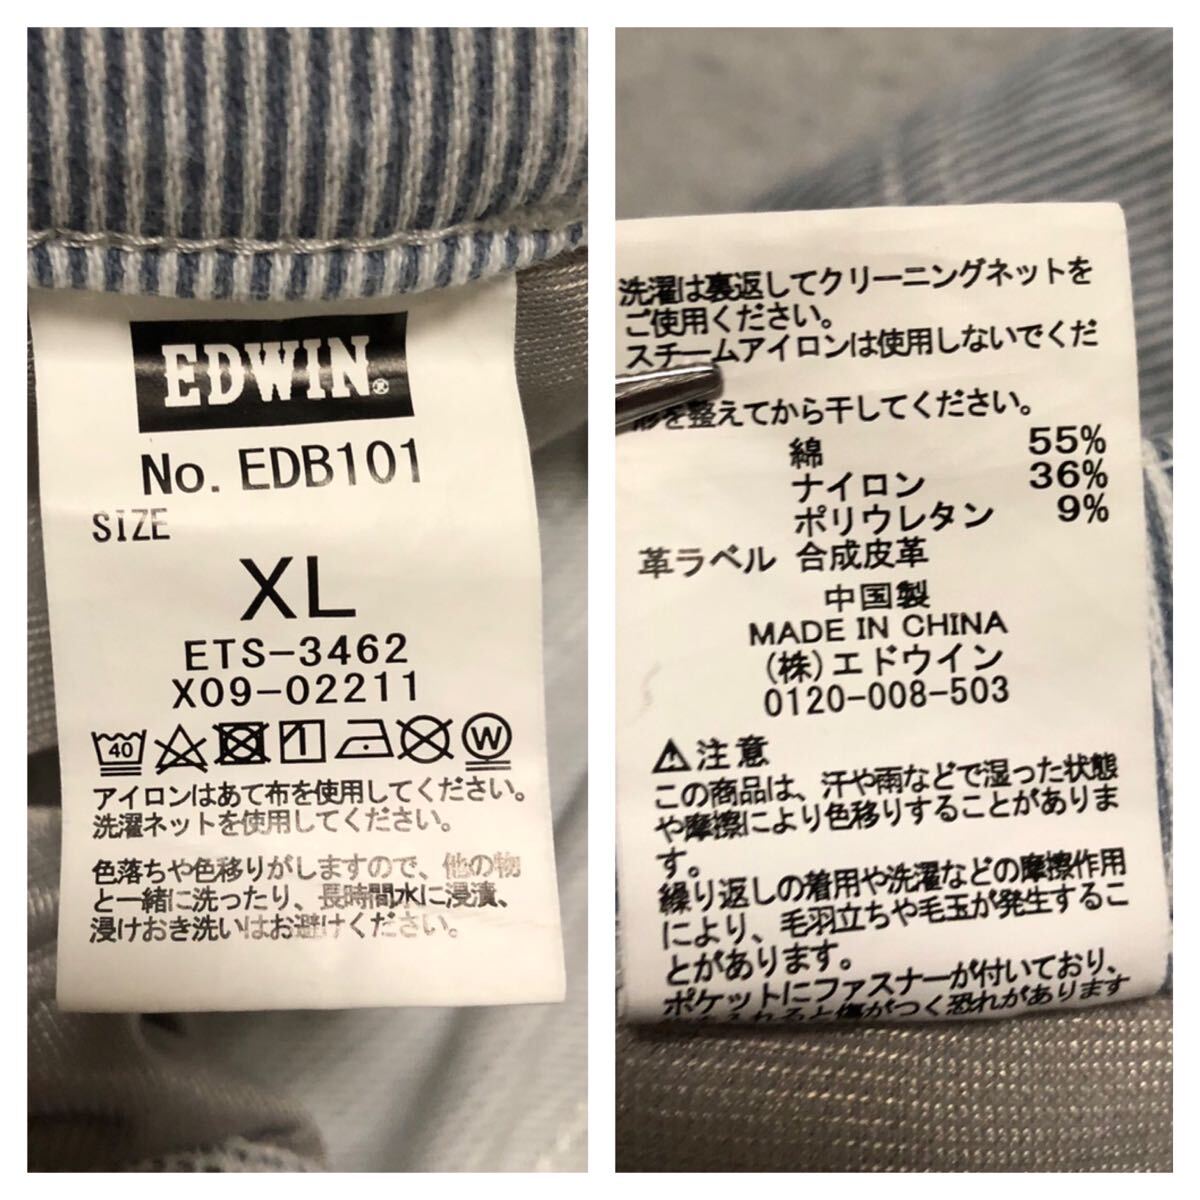 EDWIN®
No. EDB101
SIZE
XL
ETS-3462
X09-02211
40 W
アイロンはあて布を使用してください。
洗濯ネットを使用してください。
色落ちや色移りがしますので、他の物
と一緒に洗ったり、長時間水に浸漬、
浸けおき洗いはお避けください。
洗濯は裏返してクリーニングネットを
ご使用ください。
スチームアイロンは使用しないでくだ
形を整えてから干してください。
綿 55%
ナイロン 36%
ポリウレタン 9%
革ラベル 合成皮革
中国製
MADE IN CHINA
(株)エドウイン
0120-008-503
⚠注意
この商品は、汗や雨などで湿った状態
や摩擦により色移りすることがありま
す。
繰り返しの着用や洗濯などの摩擦作用
により、毛羽立ちや毛玉が発生するこ
とがあります。
ポケットにファスナーが付いており、
と傷がつく恐れがあります